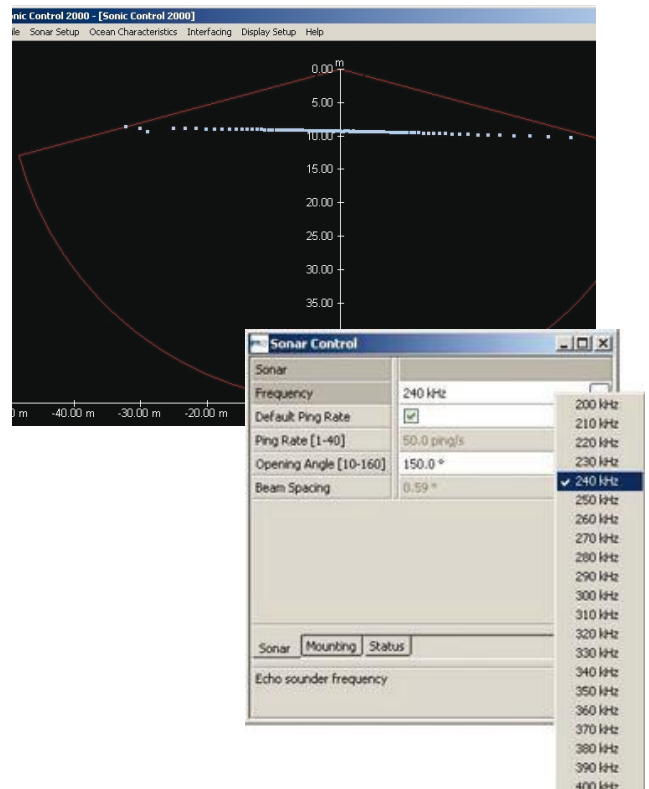 nic Control 2000 - [Sonic Control 2000]
ile Sonar Setup Ocean Characteristics Interfacing Display Setup Help
0.00 m
5.00
10.00
15.00
20.00
25.00
30.00
35.00
0 m -40.00 m -30.00 m -20.00 m
Sonar Control
Sonar
Frequency 240 kHz
Default Ping Rate
Ping Rate [1-40] 50.0 ping/s
Opening Angle [10-160] 150.0 °
Beam Spacing 0.59 °
Sonar Mounting Status
Echo sounder frequency
200 kHz
210 kHz
220 kHz
230 kHz
240 kHz
250 kHz
260 kHz
270 kHz
280 kHz
290 kHz
300 kHz
310 kHz
320 kHz
330 kHz
340 kHz
350 kHz
360 kHz
370 kHz
380 kHz
390 kHz
400 kHz